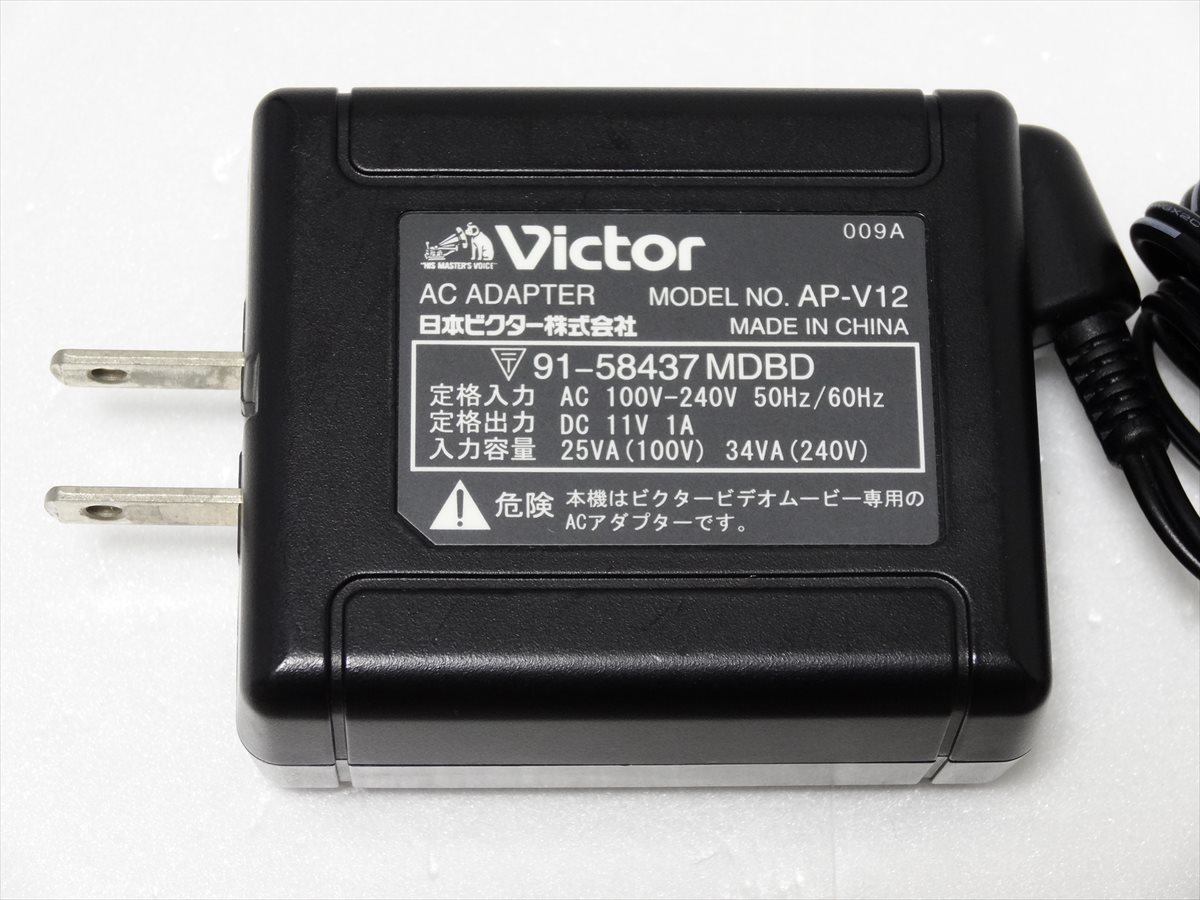 009A
"HIS MASTER'S VOICE" Victor
AC ADAPTER MODEL NO. AP-V12
日本ビクター株式会社 MADE IN CHINA
91-58437 MDBD
定格入力 AC 100V-240V 50Hz/60Hz
定格出力 DC 11V 1A
入力容量 25VA(100V) 34VA(240V)
危険 本機はビクタービデオムービー専用の
ACアダプターです。